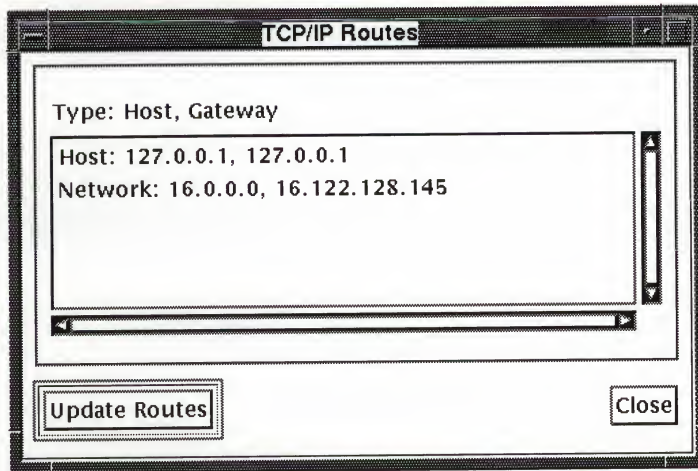 TCP/IP Routes
Type: Host, Gateway
Host: 127.0.0.1, 127.0.0.1
Network: 16.0.0.0, 16.122.128.145
Update Routes
Close